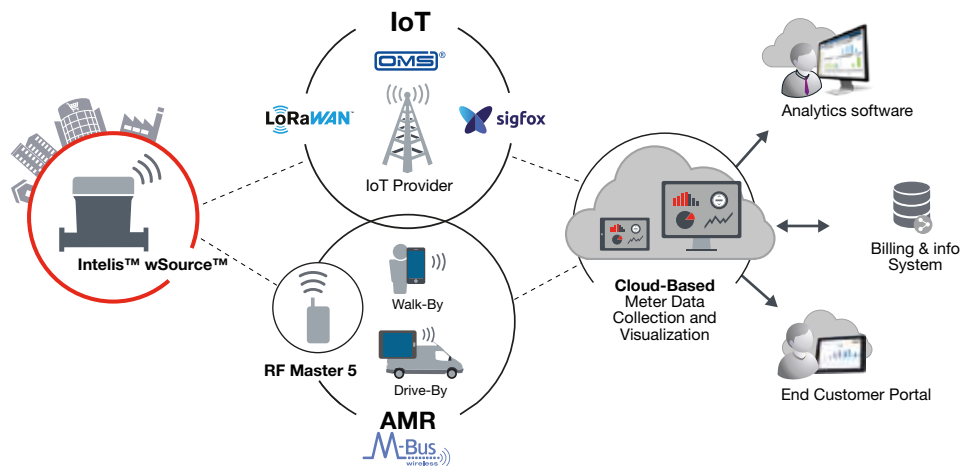 IoT
OMS®
LoRaWAN™
sigfox
IoT Provider
Intelis™ wSource™
Walk-By
RF Master 5
Drive-By
AMR
M-Bus
wireless
Cloud-Based
Meter Data
Collection and
Visualization
Analytics software
Billing & info
System
End Customer Portal